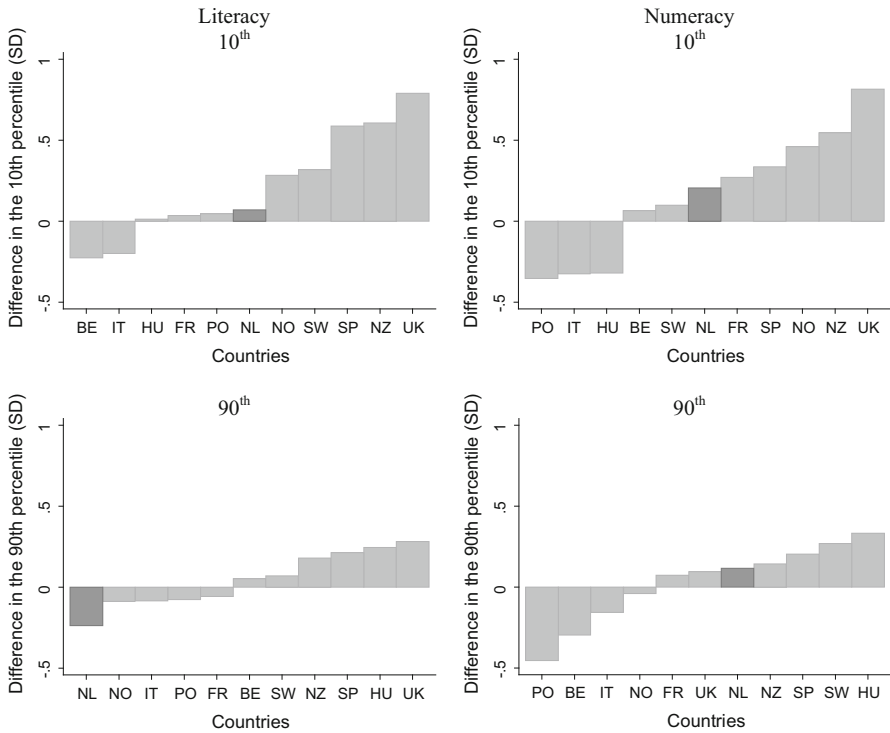 Literacy
10th
Difference in the 10th percentile (SD)
1
.5
0
-.5
BE IT HU FR PO NL NO SW SP NZ UK
Countries
Numeracy
10th
Difference in the 10th percentile (SD)
1
.5
0
-.5
PO IT HU BE SW NL FR SP NO NZ UK
Countries
90th
Difference in the 90th percentile (SD)
1
.5
0
-.5
NL NO IT PO FR BE SW NZ SP HU UK
Countries
90th
Difference in the 90th percentile (SD)
1
.5
0
-.5
PO BE IT NO FR UK NL NZ SP SW HU
Countries